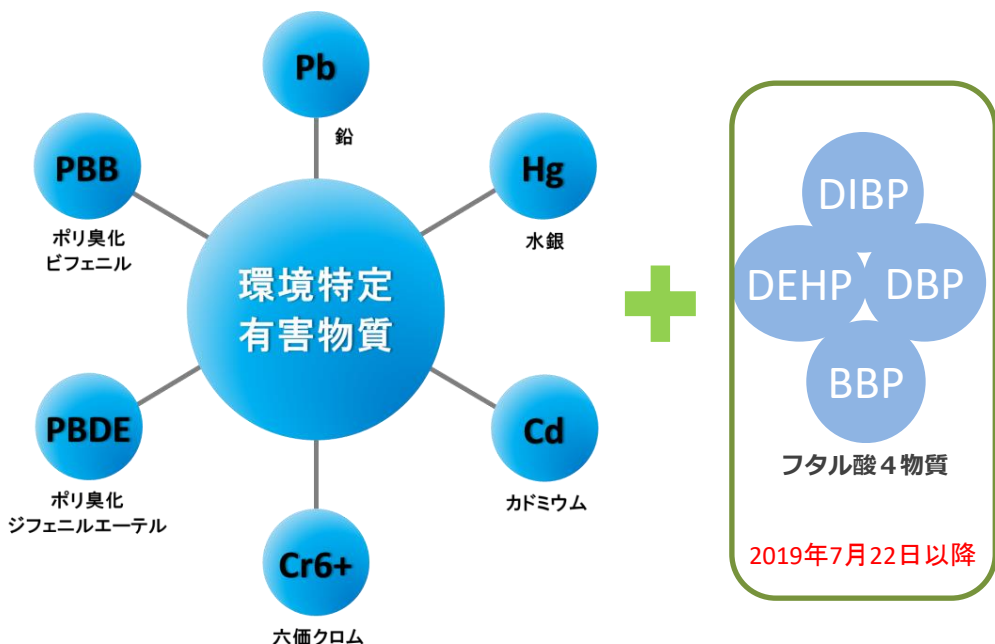 Pb
鉛
Hg
水銀
Cd
カドミウム
Cr6+
六価クロム
PBDE
ポリ臭化
ジフェニルエーテル
PBB
ポリ臭化
ビフェニル
環境特定
有害物質
DIBP
DEHP
DBP
BBP
フタル酸４物質
2019年7月22日以降